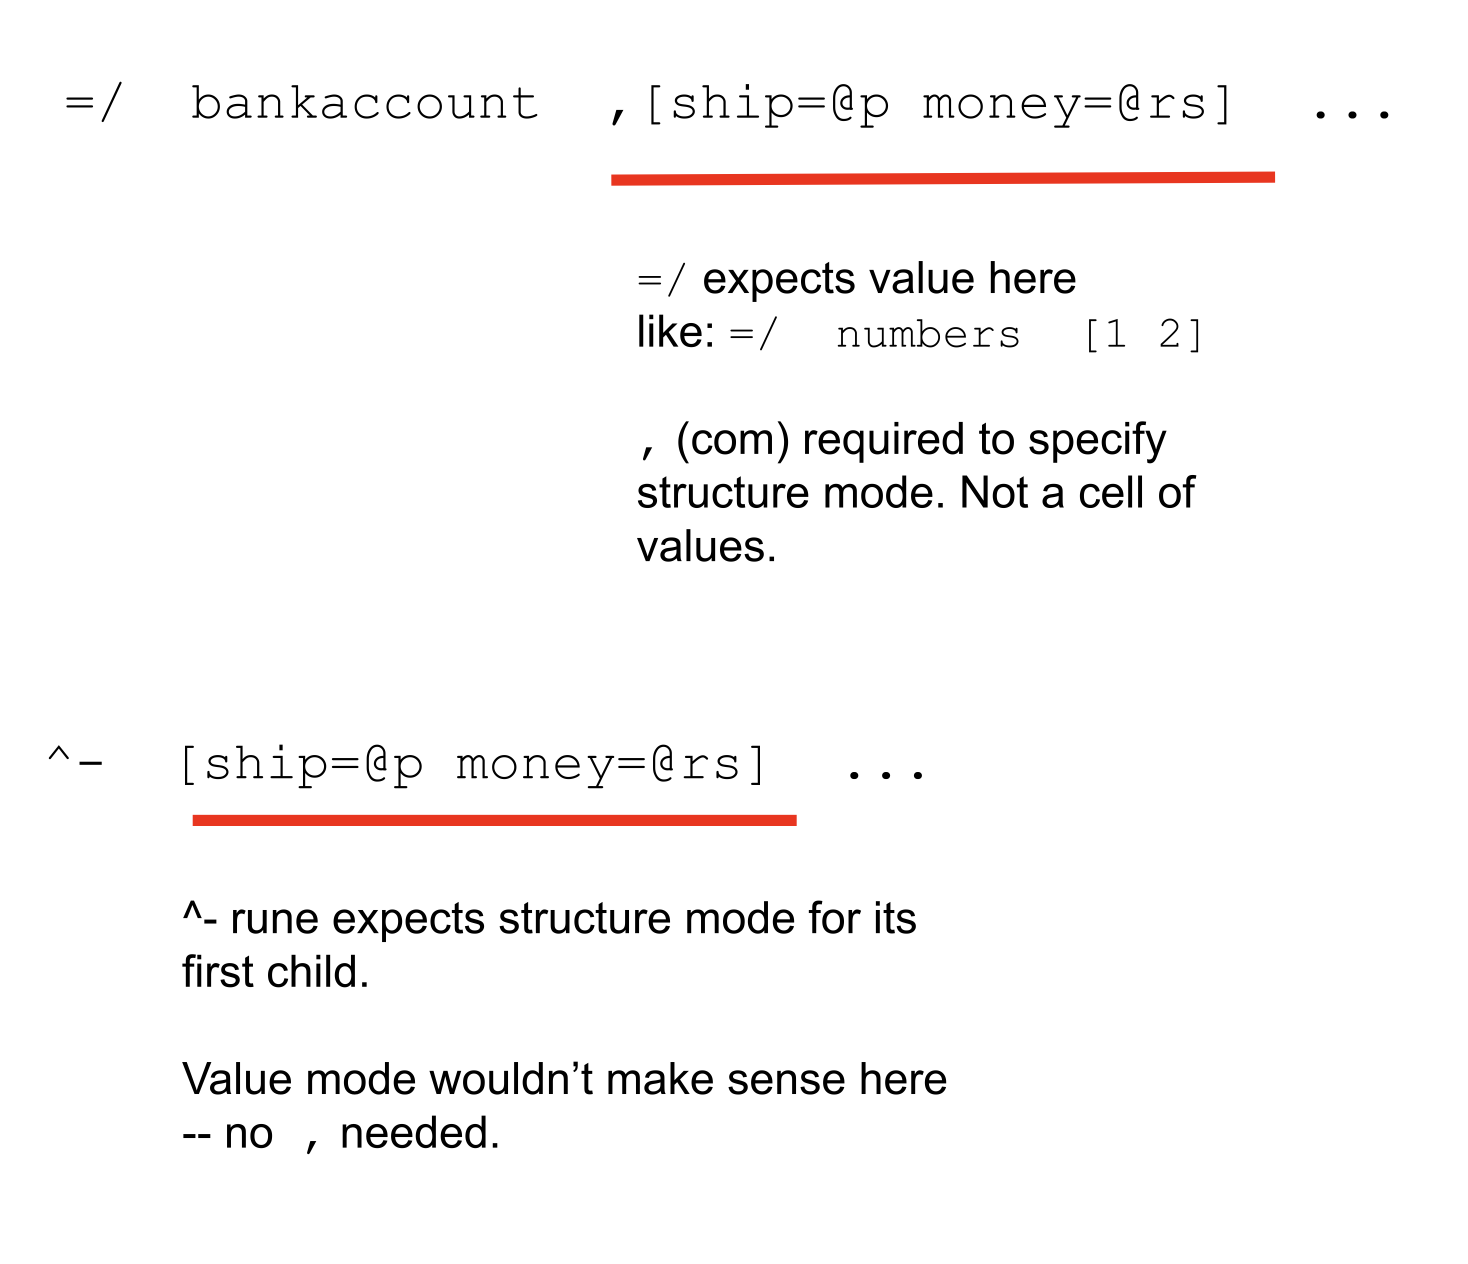 =/  bankaccount  ,[ship=@p money=@rs]  ...
=/ expects value here
like: =/  numbers  [1 2]
, (com) required to specify
structure mode. Not a cell of
values.
^-  [ship=@p money=@rs]  ...
^- rune expects structure mode for its
first child.
Value mode wouldn’t make sense here
-- no , needed.